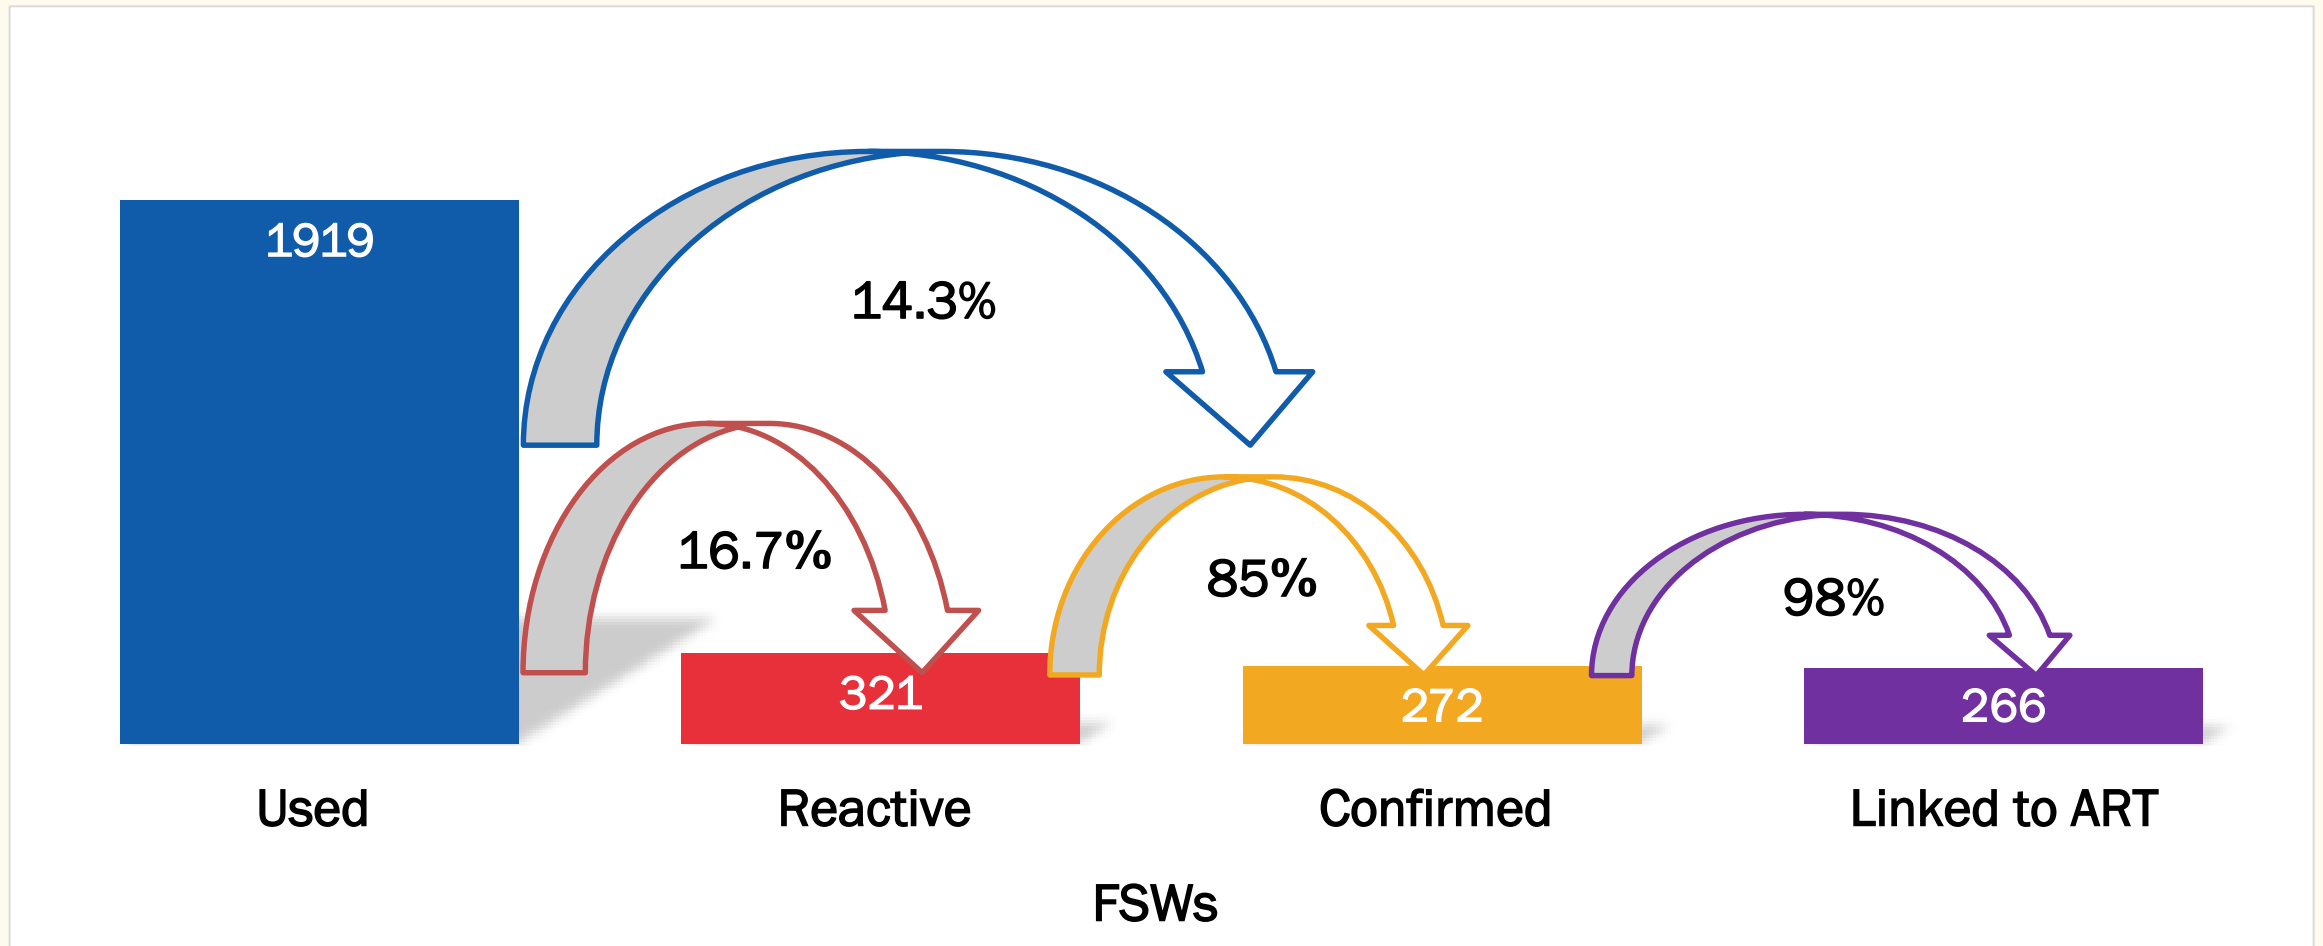 1919
14.3%
16.7%
85%
98%
321
272
266
Used
Reactive
Confirmed
Linked to ART
FSWs